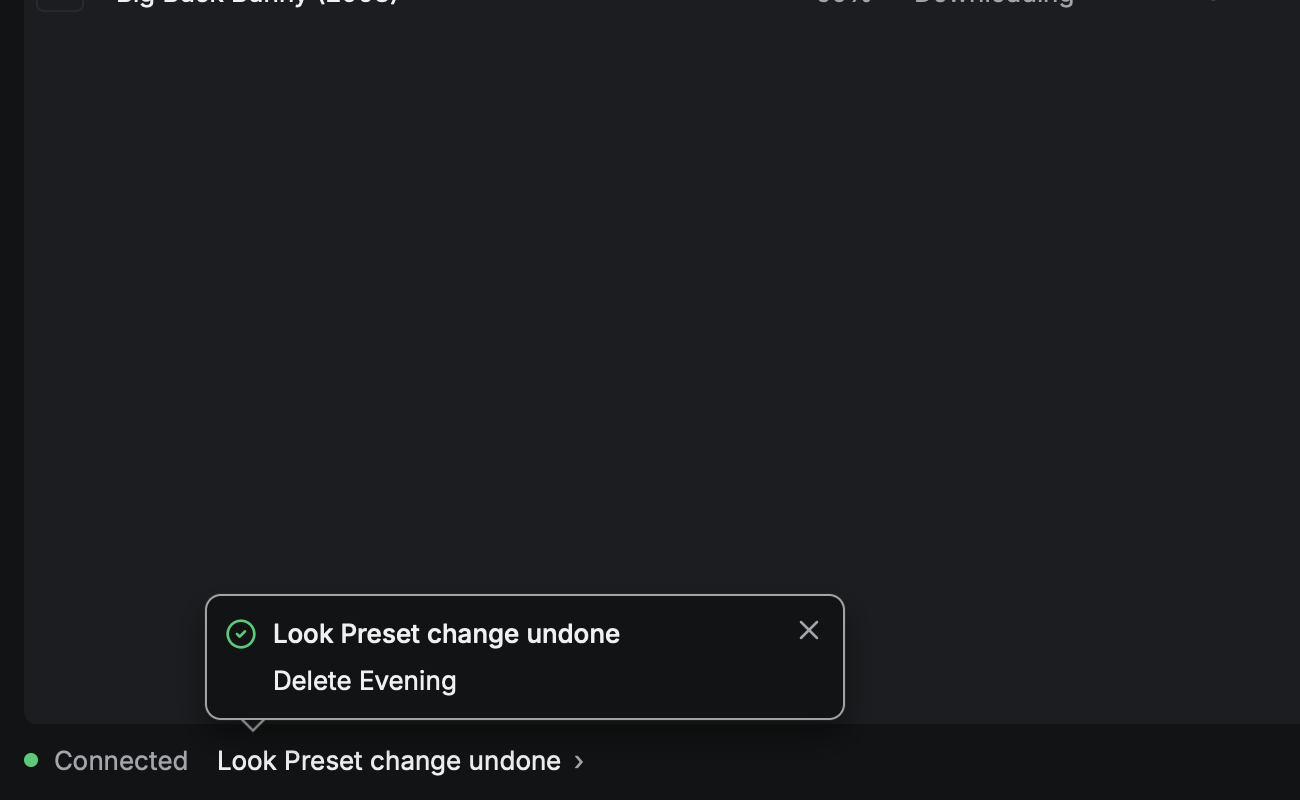 Look Preset change undone
Delete Evening
Connected Look Preset change undone ›